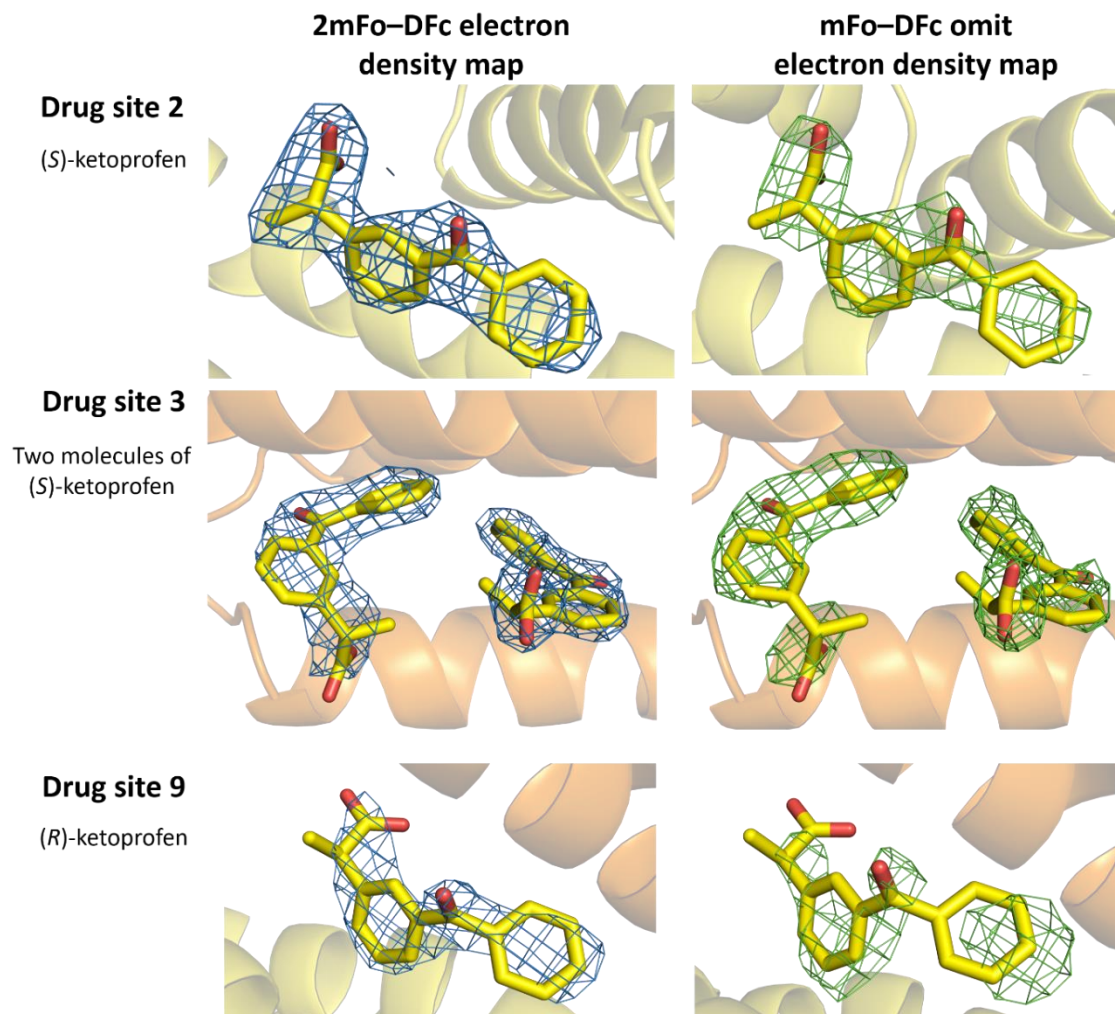 2mFo–DFc electron
density map
mFo–DFc omit
electron density map
Drug site 2
(S)-ketoprofen
Drug site 3
Two molecules of
(S)-ketoprofen
Drug site 9
(R)-ketoprofen